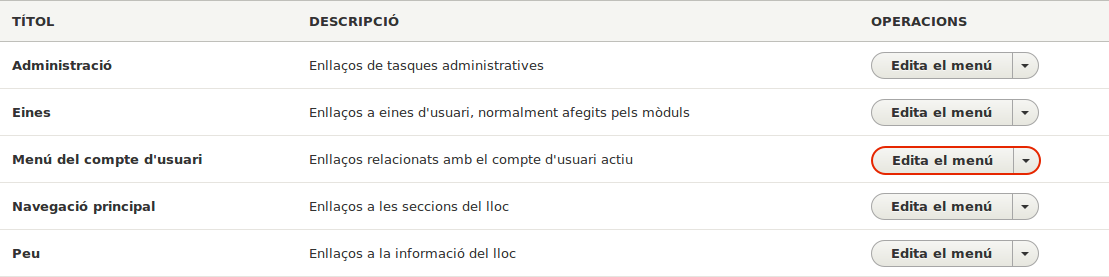 TÍTOL DESCRIPCIÓ OPERACIONS
Administració Enllaços de tasques administratives Edita el menú
Eines Enllaços a eines d'usuari, normalment afegits pels mòduls Edita el menú
Menú del compte d'usuari Enllaços relacionats amb el compte d'usuari actiu Edita el menú
Navegació principal Enllaços a les seccions del lloc Edita el menú
Peu Enllaços a la informació del lloc Edita el menú